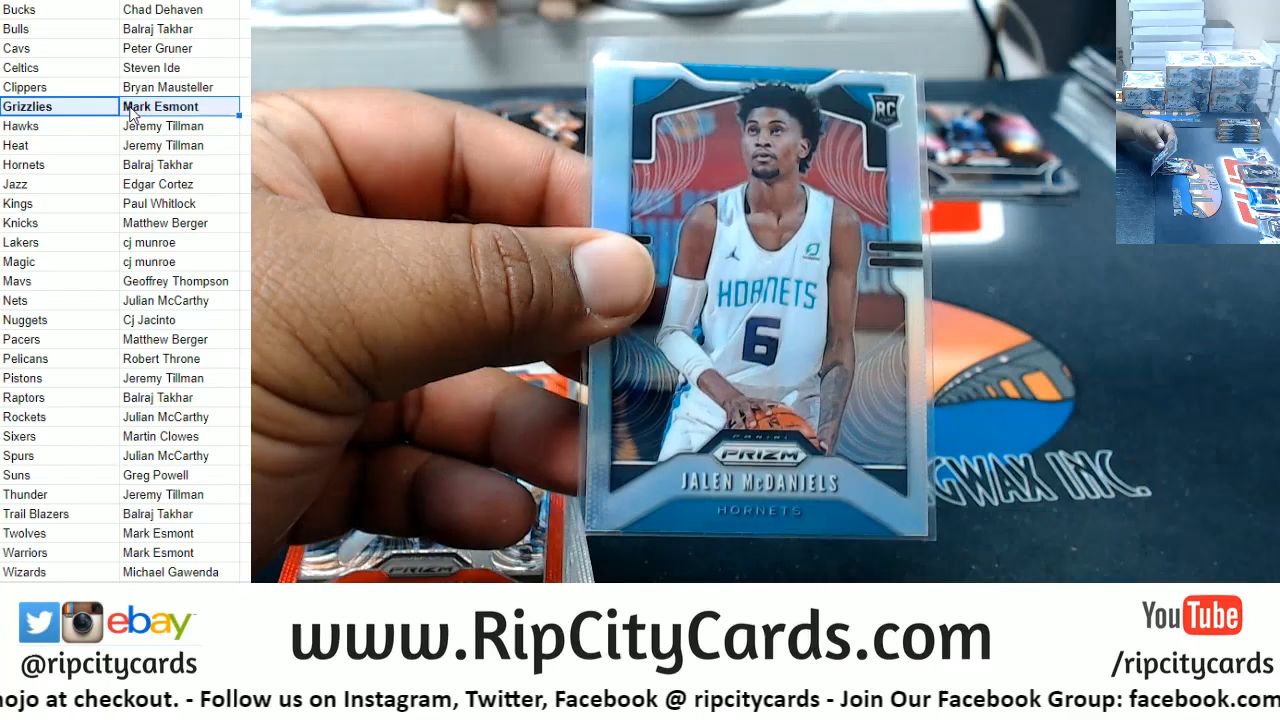 Bucks Chad Dehaven
Bulls Balraj Takhar
Cavs Peter Gruner
Celtics Steven Ide
Clippers Bryan Mausteller
Grizzlies Mark Esmont
Hawks Jeremy Tillman
Heat Jeremy Tillman
Hornets Balraj Takhar
Jazz Edgar Cortez
Kings Paul Whitlock
Knicks Matthew Berger
Lakers cj munroe
Magic cj munroe
Mavs Geoffrey Thompson
Nets Julian McCarthy
Nuggets Cj Jacinto
Pacers Matthew Berger
Pelicans Robert Throne
Pistons Jeremy Tillman
Raptors Balraj Takhar
Rockets Julian McCarthy
Sixers Martin Clowes
Spurs Julian McCarthy
Suns Greg Powell
Thunder Jeremy Tillman
Trail Blazers Balraj Takhar
Twolves Mark Esmont
Warriors Mark Esmont
Wizards Michael Gawenda
RC
HORNETS
6
PANINI
PRIZM
JALEN McDANIELS
HORNETS
PRIZM
GWAX INC.
ebay
@ripcitycards
www.RipCityCards.com
YouTube
/ripcitycards
mojo at checkout. - Follow us on Instagram, Twitter, Facebook @ ripcitycards - Join Our Facebook Group: facebook.com